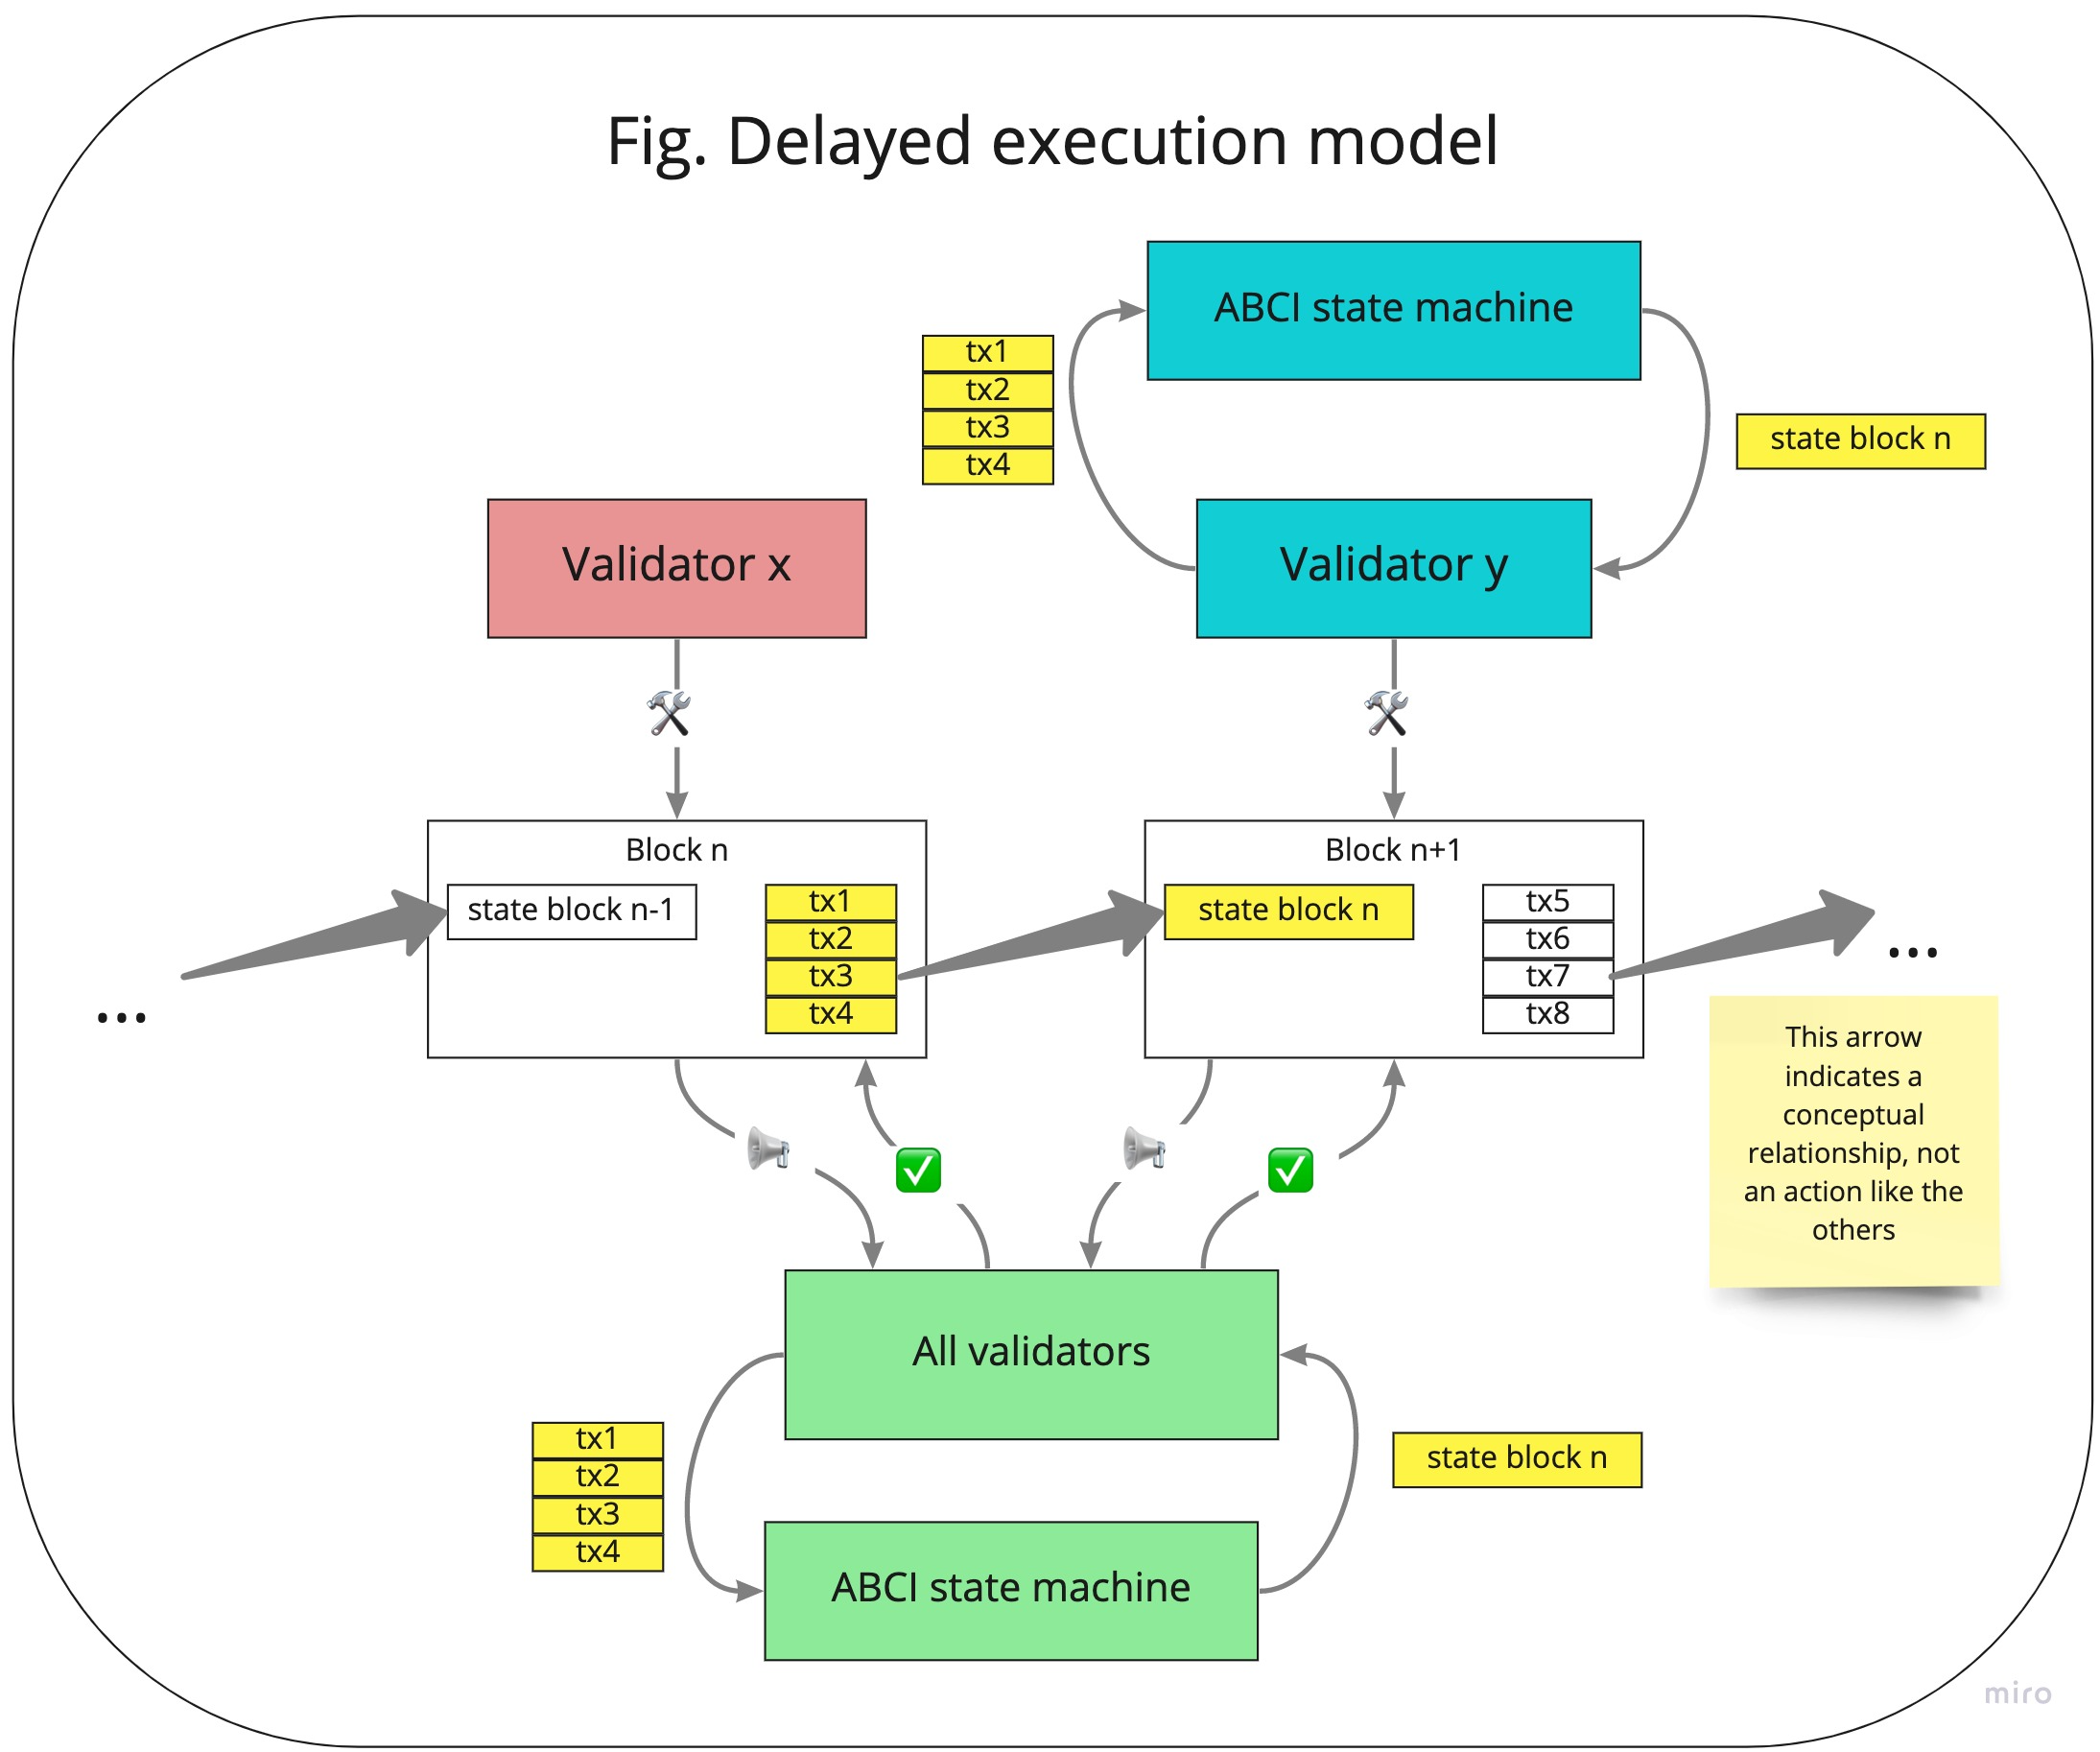 Fig. Delayed execution model
ABCI state machine
tx1
tx2
tx3
tx4
state block n
Validator x
Validator y
Block n
state block n-1
tx1
tx2
tx3
tx4
Block n+1
state block n
tx5
tx6
tx7
tx8
...
...
This arrow
indicates a
conceptual
relationship, not
an action like the
others
All validators
tx1
tx2
tx3
tx4
state block n
ABCI state machine
miro